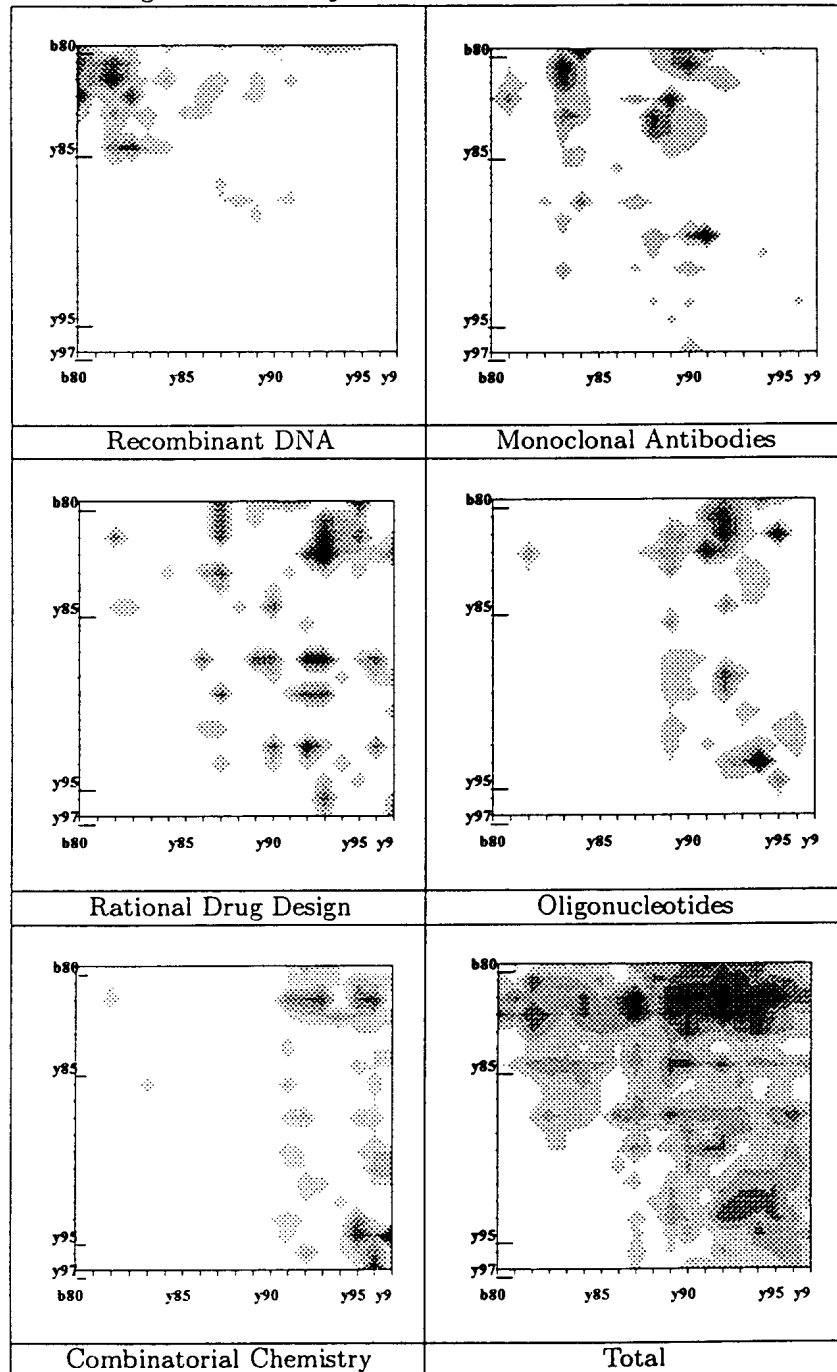 b80
y85
y95
y97
b80 y85 y90 y95 y9
b80
y85
y95
y97
b80 y85 y90 y95 y9
Recombinant DNA Monoclonal Antibodies
b80
y85
y95
y97
b80 y85 y90 y95 y9
b80
y85
y95
y97
b80 y85 y90 y95 y9
Rational Drug Design Oligonucleotides
b80
y85
y95
y97
b80 y85 y90 y95 y9
b80
y85
y95
y97
b80 y85 y90 y95 y9
Combinatorial Chemistry Total